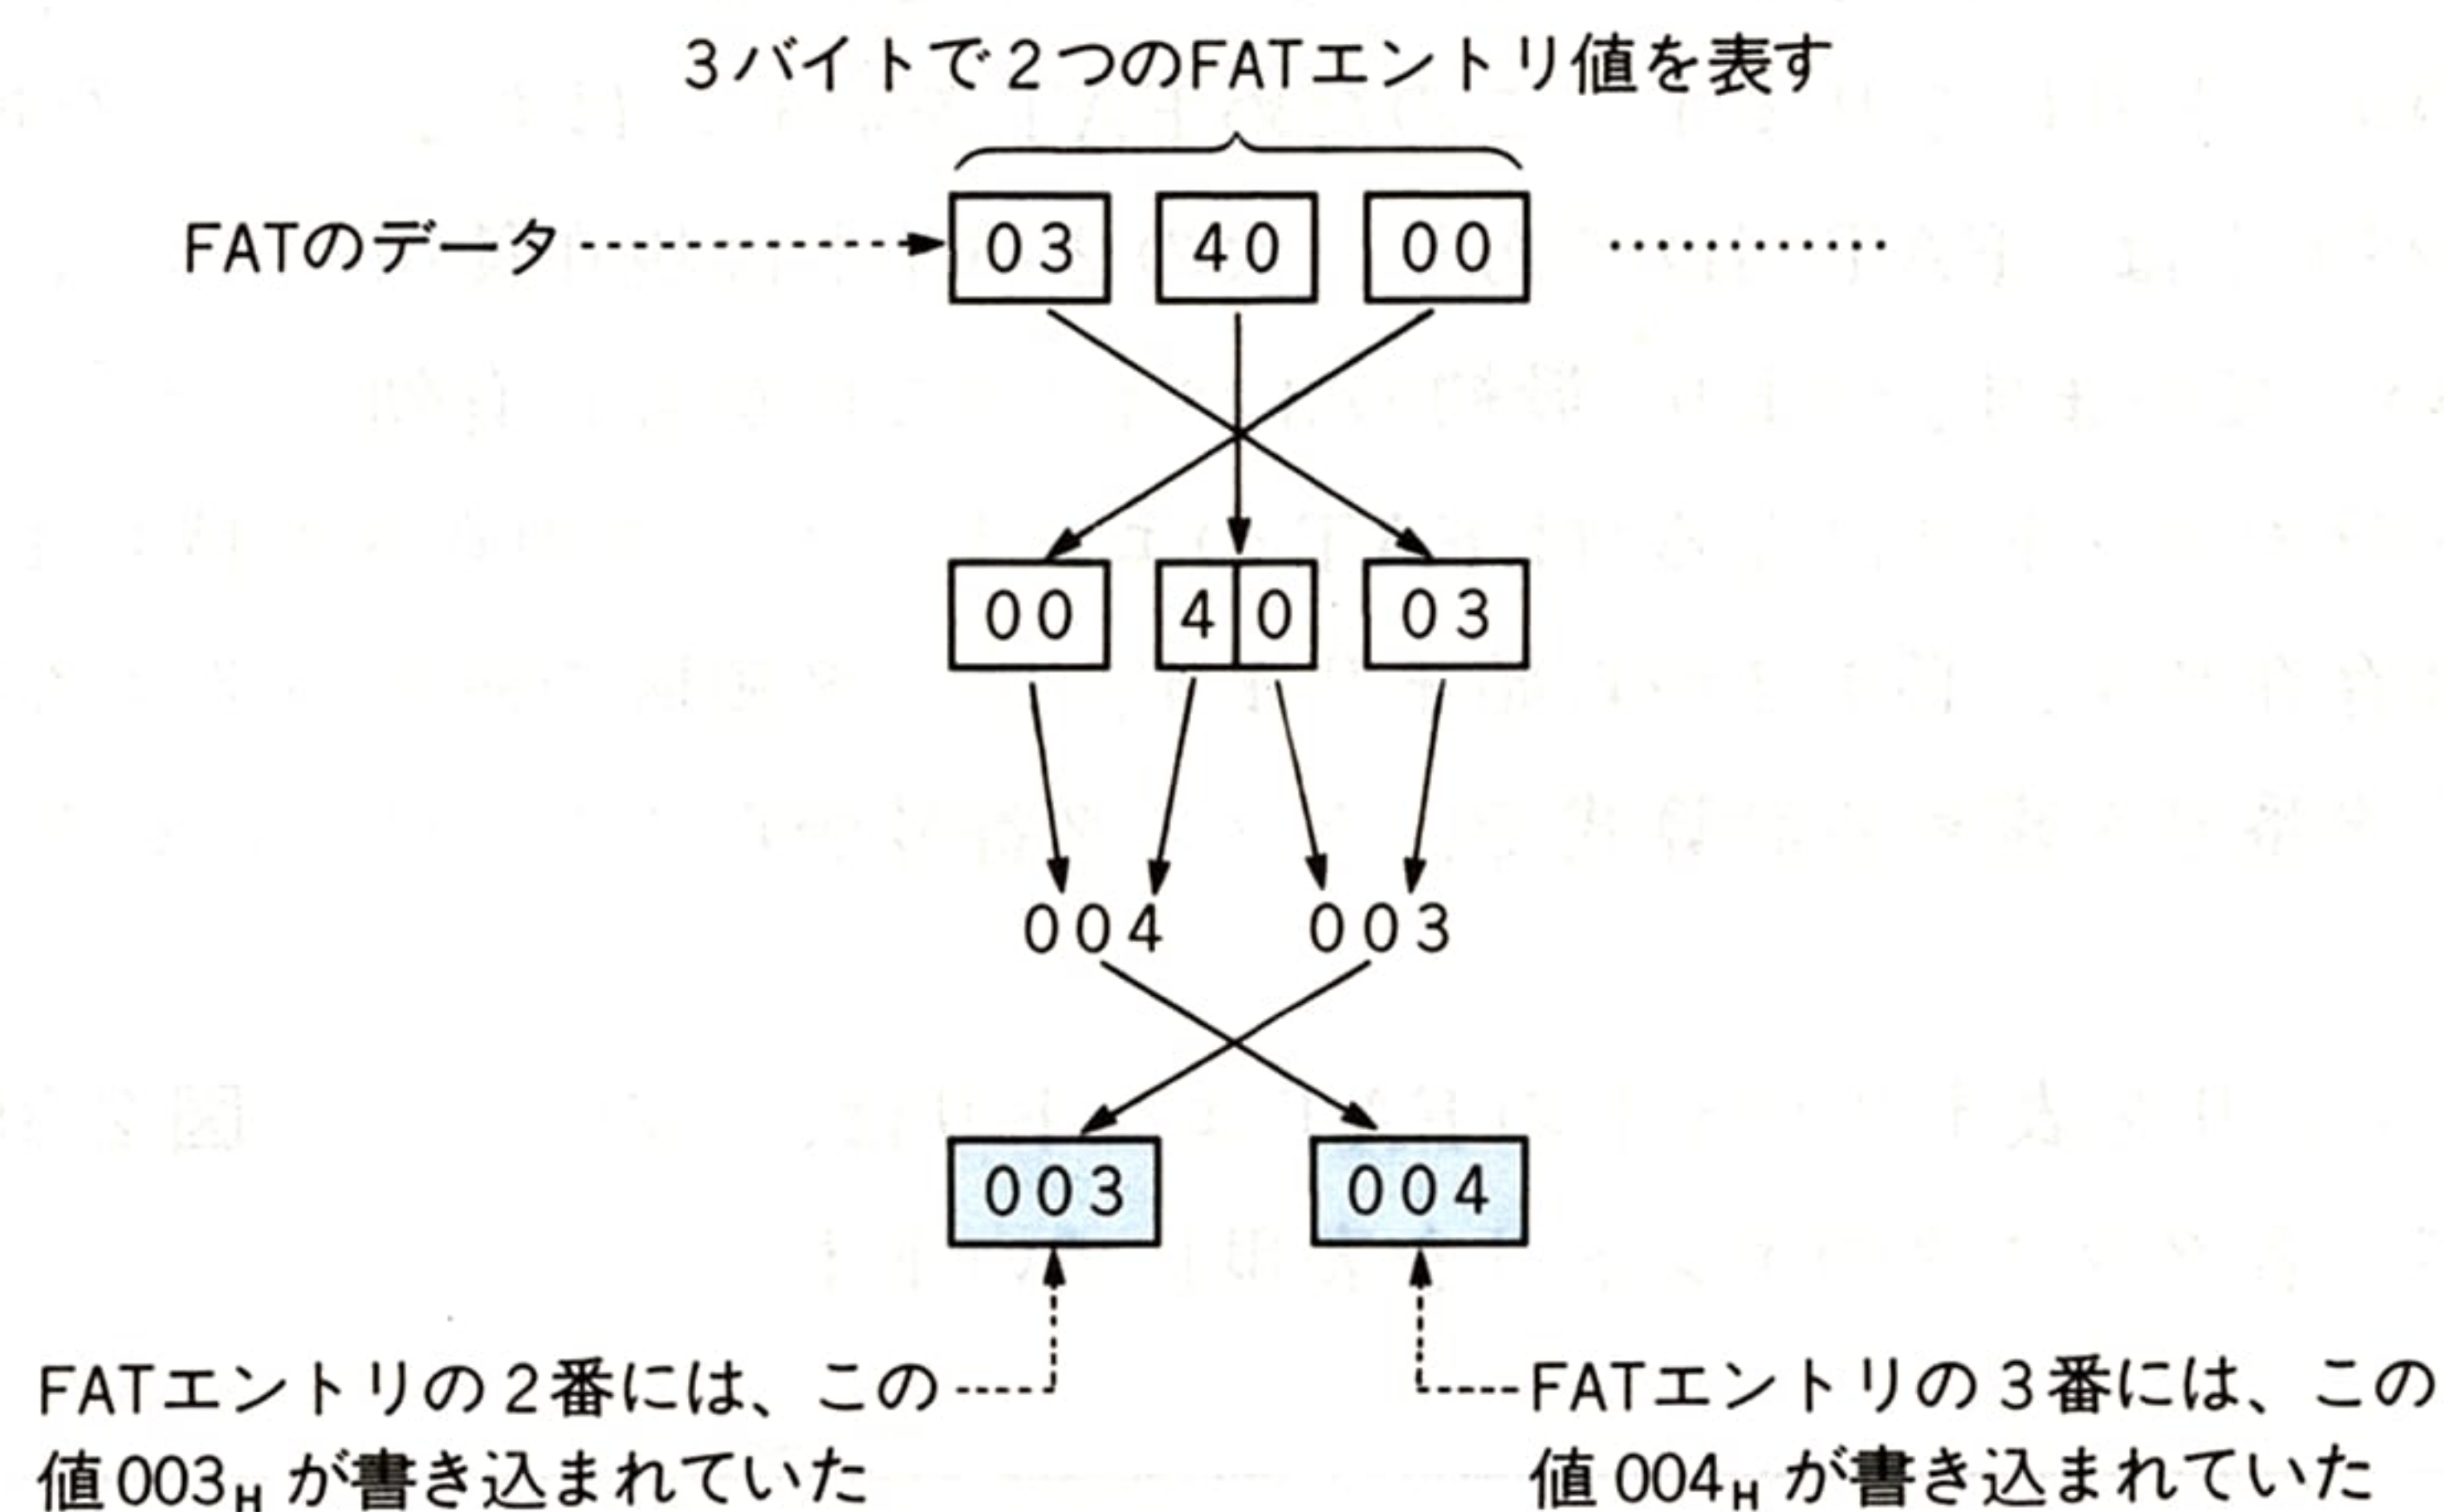 3バイトで2つのFATエントリ値を表す
FATのデータ 03 40 00 …………
00 4 0 03
004 003
003 004
FATエントリの2番には、この
値003H が書き込まれていた
FATエントリの3番には、この
値004H が書き込まれていた